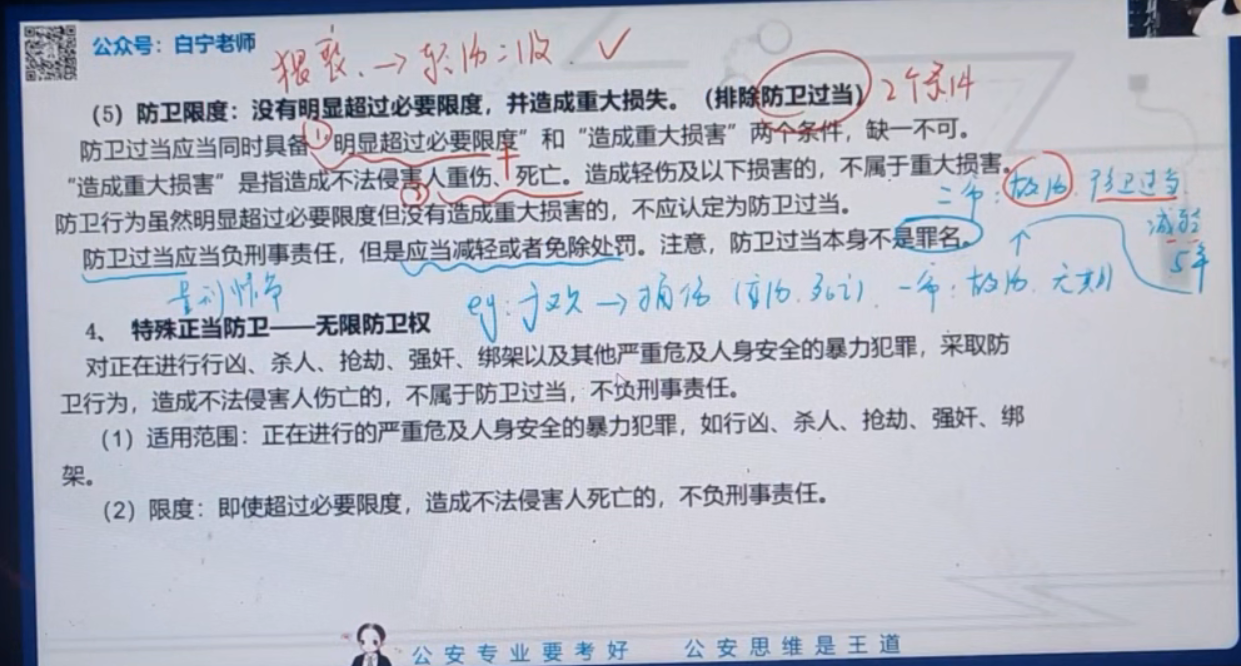 公众号：白宁老师
猥亵 → 轻伤二级 ✓
（5）防卫限度：没有明显超过必要限度，并造成重大损失。（排除防卫过当） 2个条件
防卫过当应当同时具备“明显超过必要限度”和“造成重大损害”两个条件，缺一不可。
①
“造成重大损害”是指造成不法侵害人重伤、死亡。造成轻伤及以下损害的，不属于重大损害。
②
二审：故伤 防卫过当
防卫行为虽然明显超过必要限度但没有造成重大损害的，不应认定为防卫过当。
减轻
5年
防卫过当应当负刑事责任，但是应当减轻或者免除处罚。注意，防卫过当本身不是罪名。
量刑情节
eg：于欢 → 捅伤（重伤、死亡） 一审：故伤 无期
4、 特殊正当防卫——无限防卫权
对正在进行行凶、杀人、抢劫、强奸、绑架以及其他严重危及人身安全的暴力犯罪，采取防
卫行为，造成不法侵害人伤亡的，不属于防卫过当，不负刑事责任。
（1）适用范围：正在进行的严重危及人身安全的暴力犯罪，如行凶、杀人、抢劫、强奸、绑
架。
（2）限度：即使超过必要限度，造成不法侵害人死亡的，不负刑事责任。
公安专业要考好 公安思维是王道